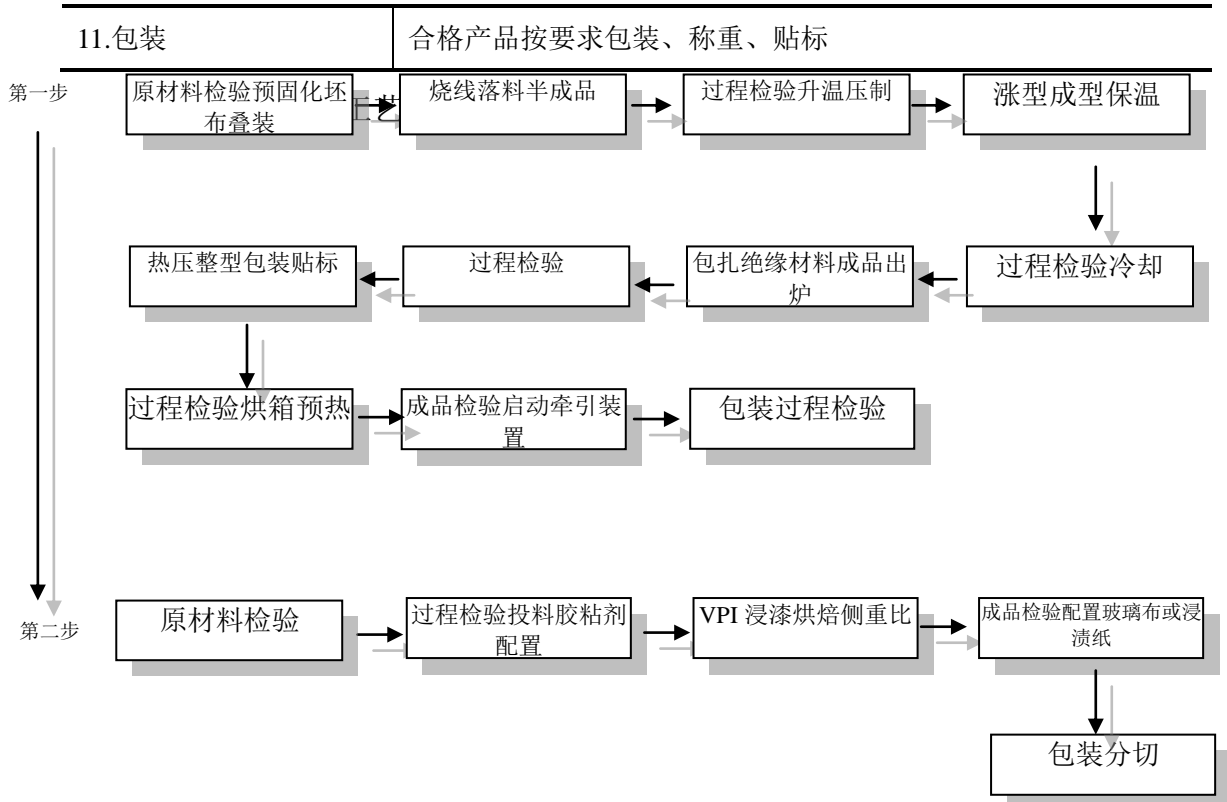 11.包装 合格产品按要求包装、称重、贴标
第一步
原材料检验预固化坯
布叠装
工艺
烧线落料半成品
过程检验升温压制
涨型成型保温
热压整型包装贴标
过程检验
包扎绝缘材料成品出
炉
过程检验冷却
过程检验烘箱预热
成品检验启动牵引装
置
包装过程检验
第二步
原材料检验
过程检验投料胶粘剂
配置
VPI 浸漆烘焙侧重比
成品检验配置玻璃布或浸
渍纸
包装分切